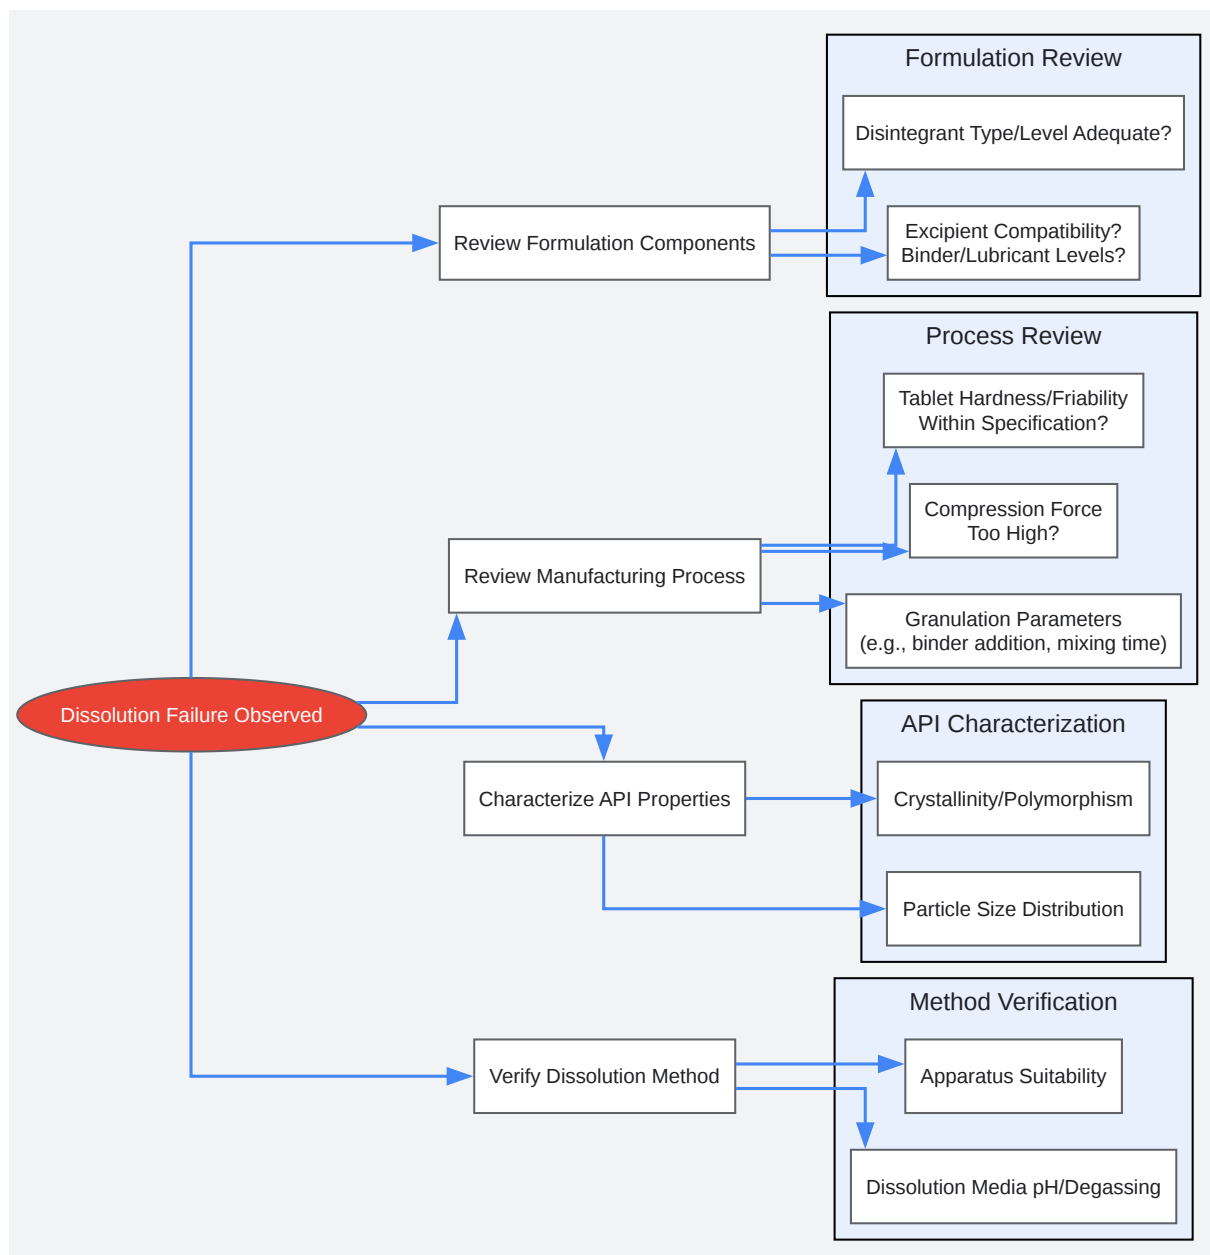 Formulation Review
Disintegrant Type/Level Adequate?
Review Formulation Components
Excipient Compatibility?
Binder/Lubricant Levels?
Process Review
Tablet Hardness/Friability
Within Specification?
Compression Force
Too High?
Review Manufacturing Process
Granulation Parameters
(e.g., binder addition, mixing time)
Dissolution Failure Observed
API Characterization
Characterize API Properties
Crystallinity/Polymorphism
Particle Size Distribution
Method Verification
Verify Dissolution Method
Apparatus Suitability
Dissolution Media pH/Degassing